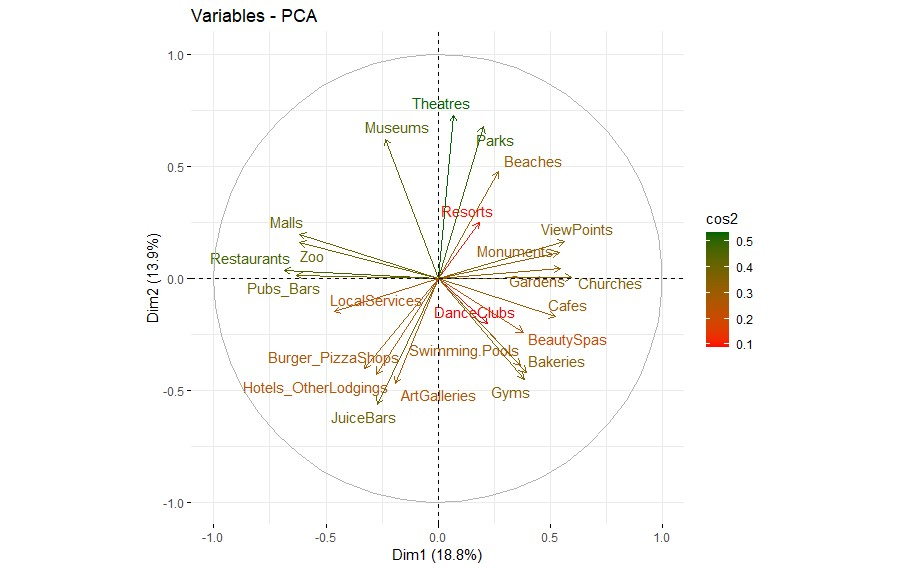 Variables - PCA
1.0
0.5
0.0
-0.5
-1.0
Dim2 (13.9%)
Theatres
Museums
Parks
Beaches
Resorts
Malls
ViewPoints
Monuments
Zoo
Restaurants
Gardens
Churches
Pubs_Bars
LocalServices
Cafes
DanceClubs
BeautySpas
Swimming.Pools
Burger_PizzaShops
Bakeries
Hotels_OtherLodgings
ArtGalleries
Gyms
JuiceBars
-1.0
-0.5
0.0
0.5
1.0
Dim1 (18.8%)
cos2
0.5
0.4
0.3
0.2
0.1